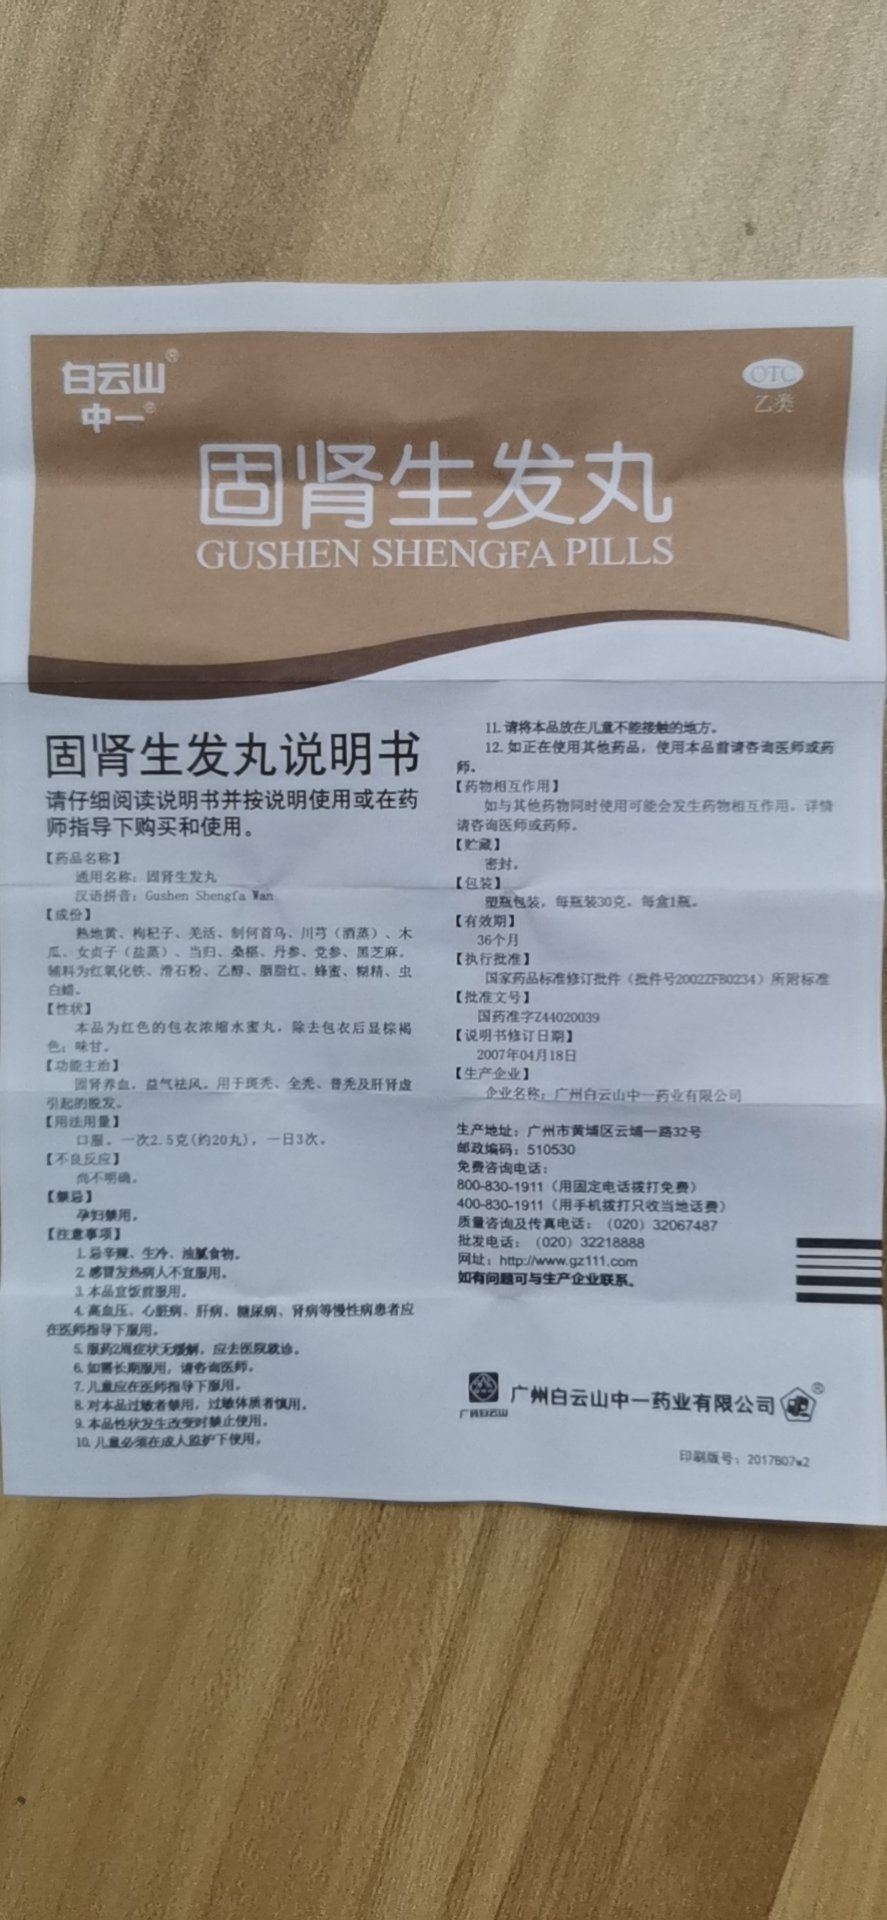 白云山®
中一®
OTC
乙类
固肾生发丸
GUSHEN SHENGFA PILLS
固肾生发丸说明书
请仔细阅读说明书并按说明使用或在药
师指导下购买和使用。
【药品名称】
通用名称：固肾生发丸
汉语拼音：Gushen Shengfa Wan
【成份】
熟地黄、枸杞子、羌活、制何首乌、川芎（酒蒸）、木
瓜、女贞子（盐蒸）、当归、桑椹、丹参、党参、黑芝麻。
辅料为红氧化铁、滑石粉、乙醇、胭脂红、蜂蜜、糊精、虫
白蜡。
【性状】
本品为红色的包衣浓缩水蜜丸，除去包衣后显棕褐
色；味甘。
【功能主治】
固肾养血，益气祛风。用于斑秃、全秃、普秃及肝肾虚
引起的脱发。
【用法用量】
口服。一次2.5克(约20丸)，一日3次。
【不良反应】
尚不明确。
【禁忌】
孕妇禁用。
【注意事项】
1.忌辛辣、生冷、油腻食物。
2.感冒发热病人不宜服用。
3.本品宜饭前服用。
4.高血压、心脏病、肝病、糖尿病、肾病等慢性病患者应
在医师指导下服用。
5.服药2周症状无缓解，应去医院就诊。
6.如需长期服用，请咨询医师。
7.儿童应在医师指导下服用。
8.对本品过敏者禁用，过敏体质者慎用。
9.本品性状发生改变时禁止使用。
10.儿童必须在成人监护下使用。
11.请将本品放在儿童不能接触的地方。
12.如正在使用其他药品，使用本品前请咨询医师或药
师。
【药物相互作用】
如与其他药物同时使用可能会发生药物相互作用，详情
请咨询医师或药师。
【贮藏】
密封。
【包装】
塑瓶包装，每瓶装30克，每盒1瓶。
【有效期】
36个月
【执行批准】
国家药品标准修订批件（批件号2002ZFB0234）所附标准
【批准文号】
国药准字Z44020039
【说明书修订日期】
2007年04月18日
【生产企业】
企业名称：广州白云山中一药业有限公司
生产地址：广州市黄埔区云埔一路32号
邮政编码：510530
免费咨询电话：
800-830-1911（用固定电话拨打免费）
400-830-1911（用手机拨打只收当地话费）
质量咨询及传真电话：（020）32067487
批发电话：（020）32218888
网址：http://www.gz111.com
如有问题可与生产企业联系。
广药白云山
广州白云山中一药业有限公司®
印刷版号：2017B07w2